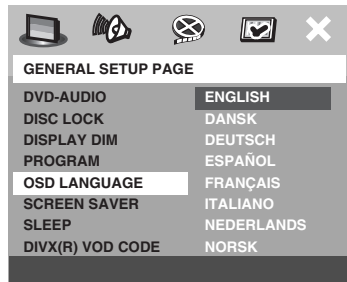 GENERAL SETUP PAGE
DVD-AUDIO ENGLISH
DISC LOCK DANSK
DISPLAY DIM DEUTSCH
PROGRAM ESPAÑOL
OSD LANGUAGE FRANÇAIS
SCREEN SAVER ITALIANO
SLEEP NEDERLANDS
DIVX(R) VOD CODE NORSK